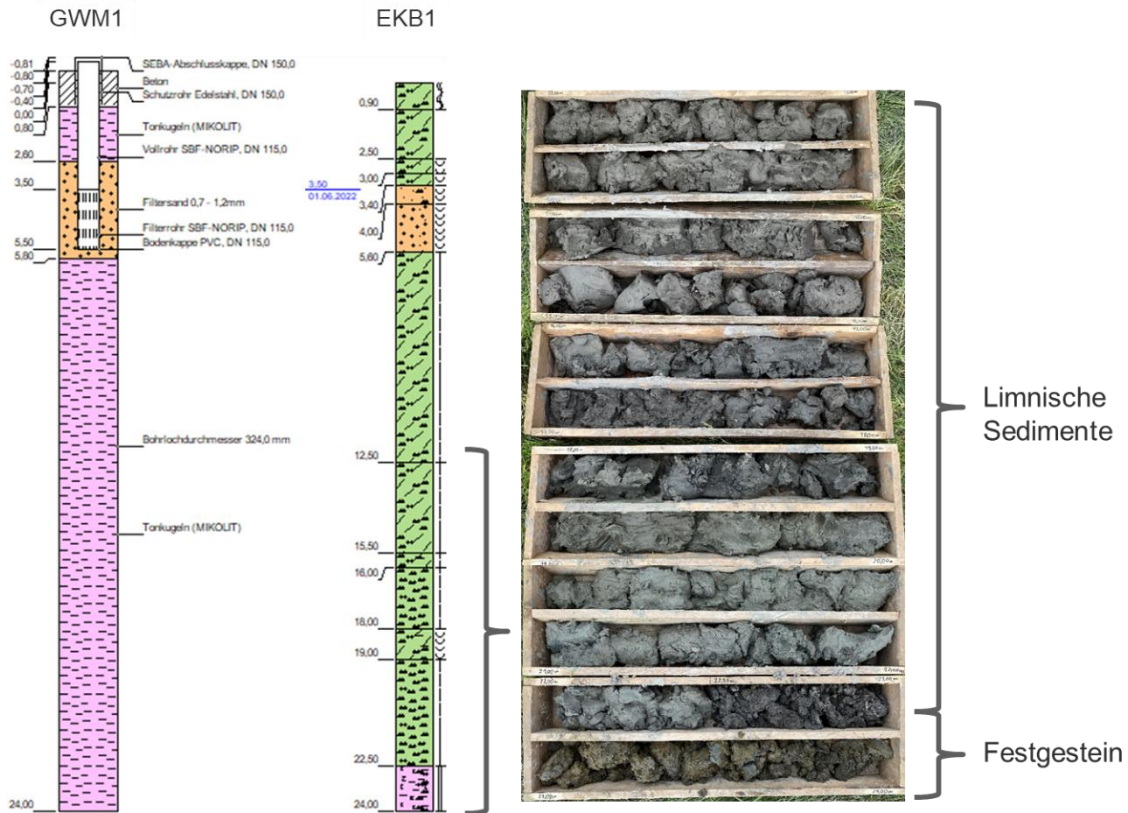 GWM1
EKB1
-0,81
-0,80
-0,70
-0,40
0,00
0,80
2,60
3,50
5,50
5,80
24,00
SEBA-Abschlusskappe, DN 150,0
Beton
Schutzrohr Edelstahl, DN 150,0
Tonkugeln (MIKOLIT)
Vollrohr SBF-NORIP, DN 115,0
Filtersand 0,7 - 1,2mm
Filterrohr SBF-NORIP, DN 115,0
Bodenkappe PVC, DN 115,0
Bohrlochdurchmesser 324,0 mm
Tonkugeln (MIKOLIT)
3,50
01.06.2022
0,90
2,50
3,00
3,40
4,00
5,60
12,50
15,50
16,00
18,00
19,00
22,50
24,00
Limnische
Sedimente
Festgestein